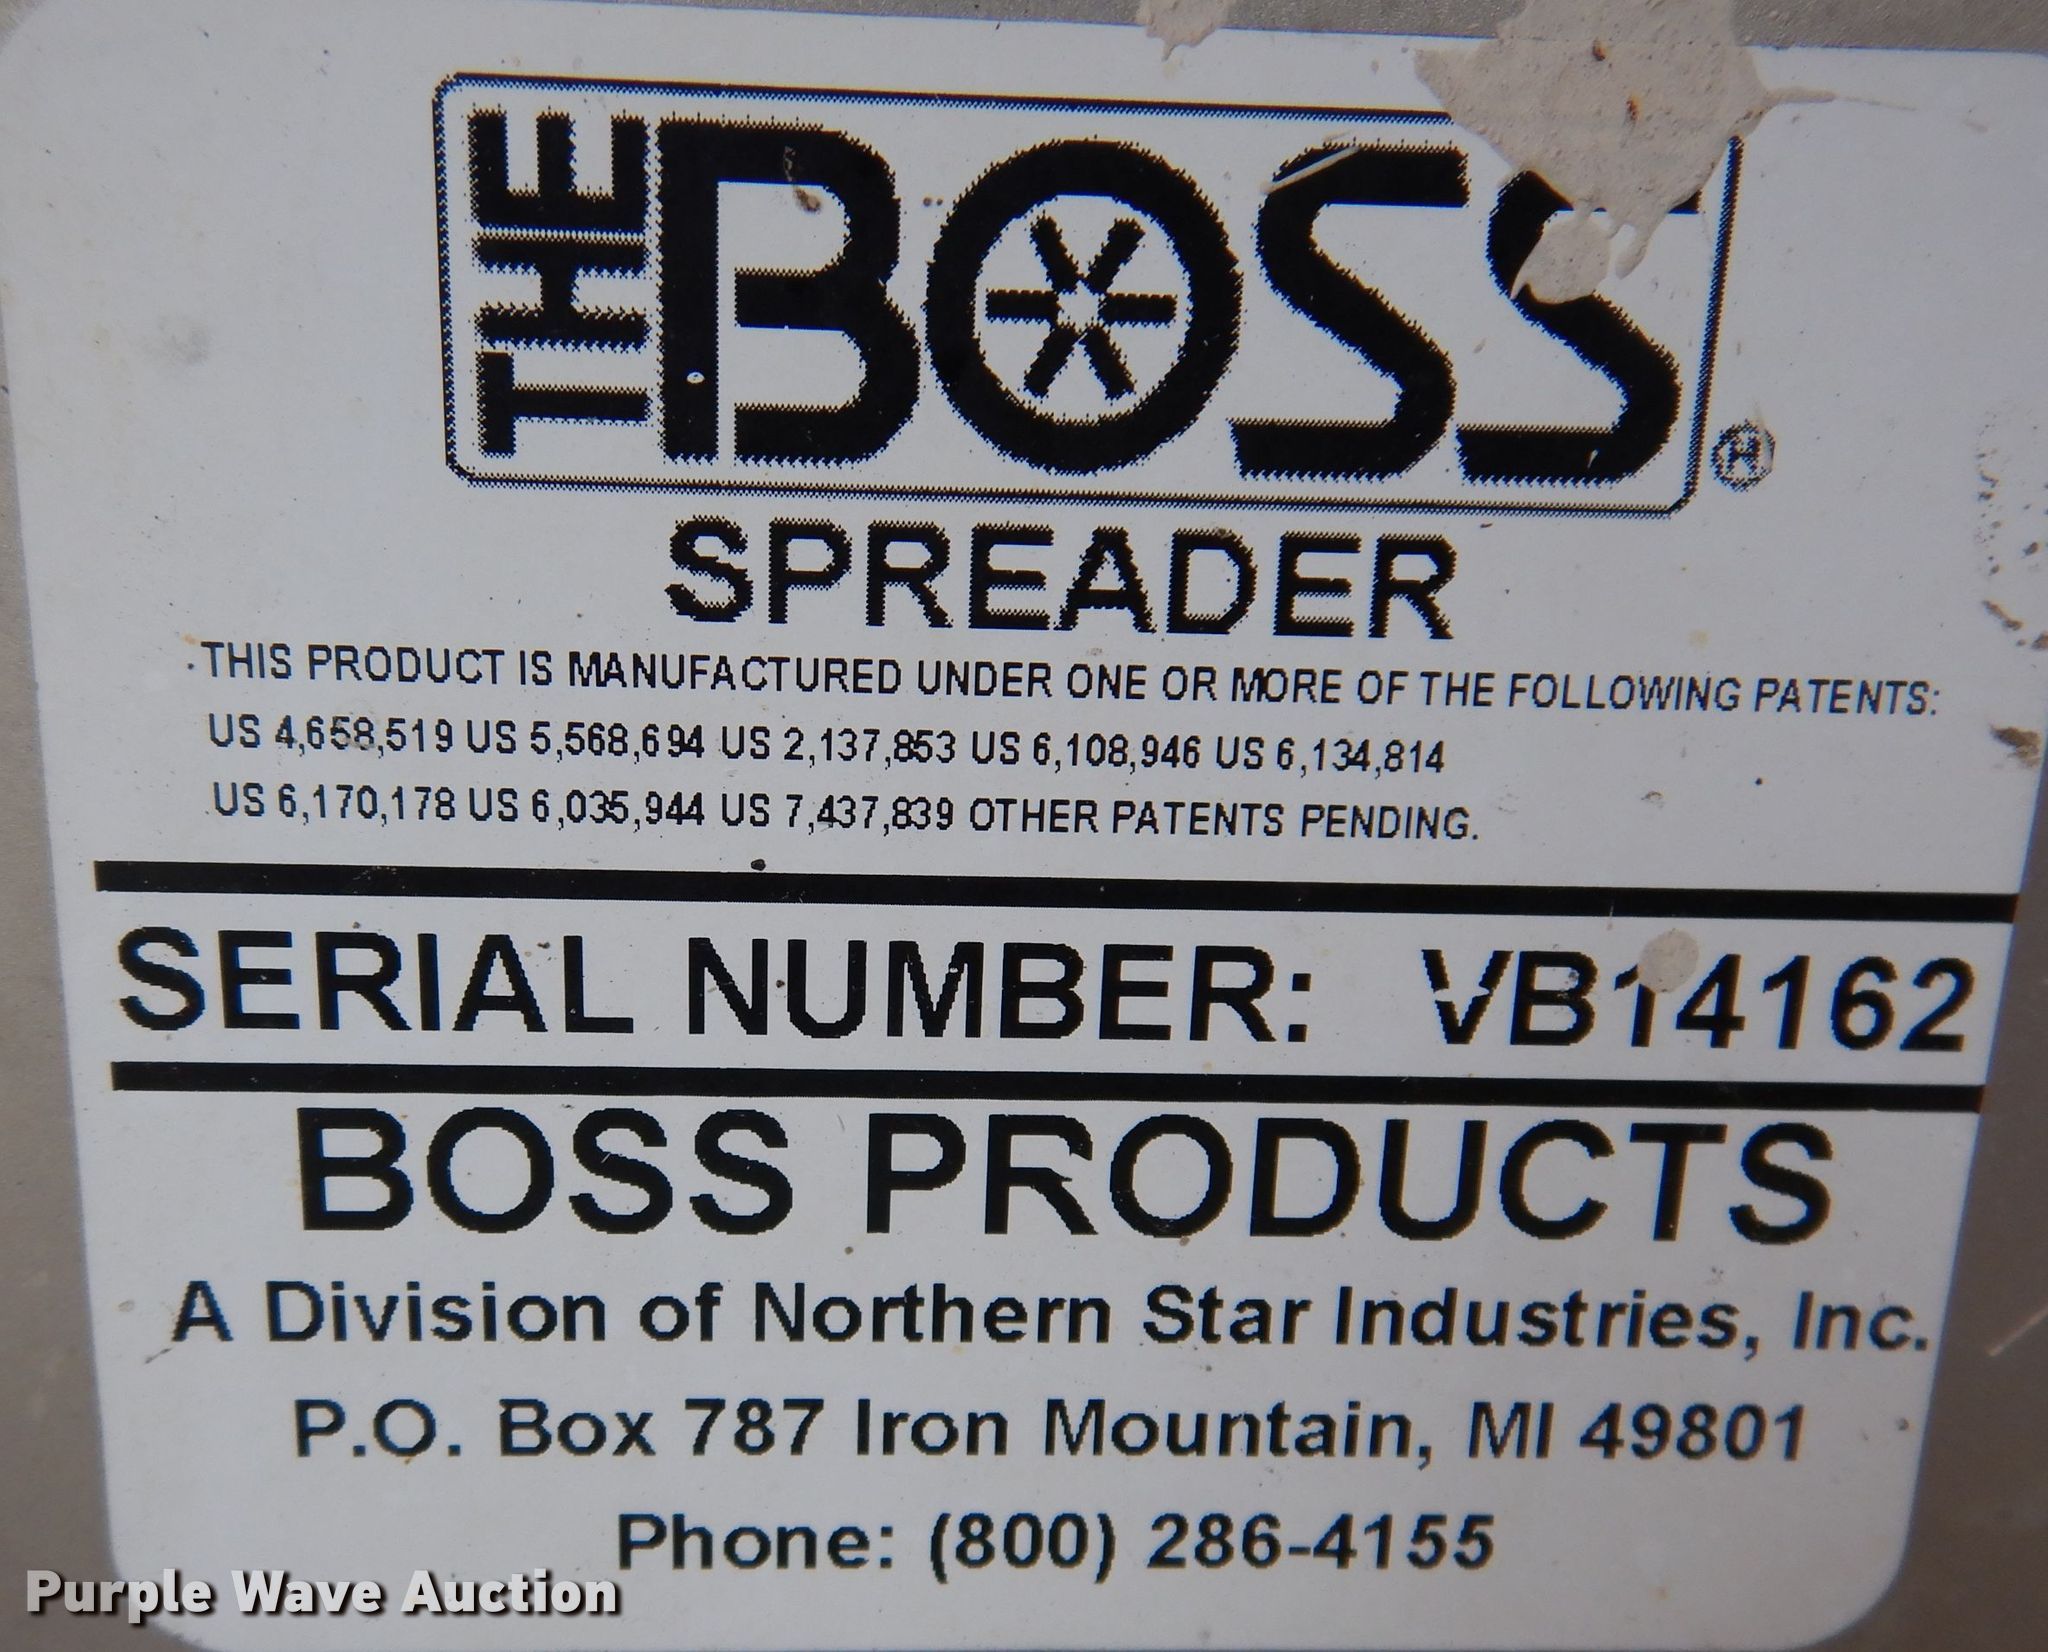 THE BOSS ®
SPREADER
THIS PRODUCT IS MANUFACTURED UNDER ONE OR MORE OF THE FOLLOWING PATENTS:
US 4,658,519 US 5,568,694 US 2,137,853 US 6,108,946 US 6,134,814
US 6,170,178 US 6,035,944 US 7,437,839 OTHER PATENTS PENDING.
SERIAL NUMBER: VB14162
BOSS PRODUCTS
A Division of Northern Star Industries, Inc.
P.O. Box 787 Iron Mountain, MI 49801
Phone: (800) 286-4155
Purple Wave Auction